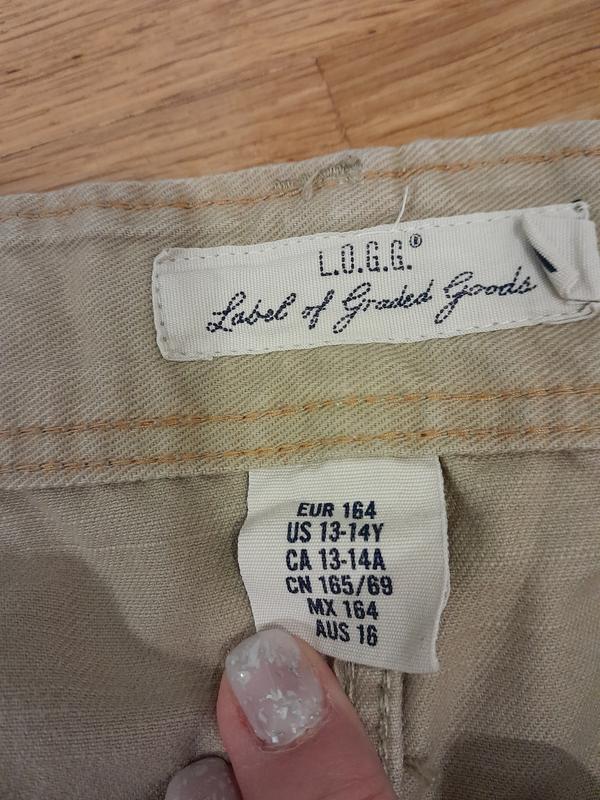 L.O.G.G.®
Label of Graded Goods
EUR 164
US 13-14Y
CA 13-14A
CN 165/69
MX 164
AUS 16